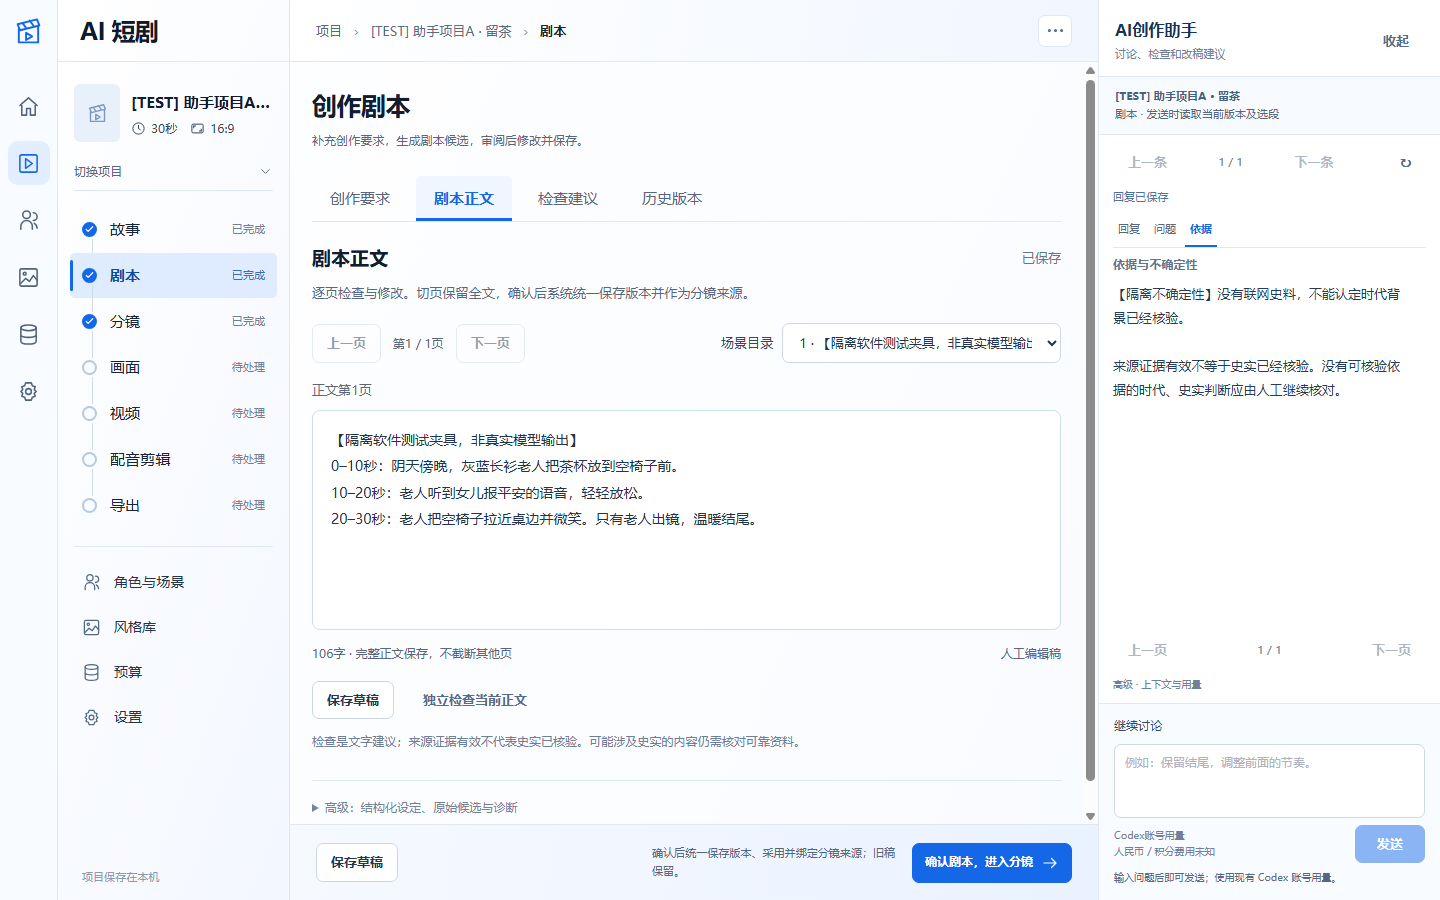 AI 短剧
[TEST] 助手项目A...
30秒 16:9
切换项目
故事 已完成
剧本 已完成
分镜 已完成
画面 待处理
视频 待处理
配音剪辑 待处理
导出 待处理
角色与场景
风格库
预算
设置
项目保存在本机
项目 › [TEST] 助手项目A · 留茶 › 剧本
创作剧本
补充创作要求，生成剧本候选，审阅后修改并保存。
创作要求 剧本正文 检查建议 历史版本
剧本正文 已保存
逐页检查与修改。切页保留全文，确认后系统统一保存版本并作为分镜来源。
上一页 第1 / 1页 下一页 场景目录 1 · 【隔离软件测试夹具，非真实模型输出
正文第1页
【隔离软件测试夹具，非真实模型输出】
0–10秒：阴天傍晚，灰蓝长衫老人把茶杯放到空椅子前。
10–20秒：老人听到女儿报平安的语音，轻轻放松。
20–30秒：老人把空椅子拉近桌边并微笑。只有老人出镜，温暖结尾。
106字 · 完整正文保存，不截断其他页 人工编辑稿
保存草稿 独立检查当前正文
检查是文字建议；来源证据有效不代表史实已核验。可能涉及史实的内容仍需核对可靠资料。
高级：结构化设定、原始候选与诊断
保存草稿
确认后统一保存版本、采用并绑定分镜来源；旧稿
保留。
确认剧本，进入分镜 →
AI创作助手 收起
讨论、检查和改稿建议
[TEST] 助手项目A · 留茶
剧本 · 发送时读取当前版本及选段
上一条 1 / 1 下一条 ↻
回复已保存
回复 问题 依据
依据与不确定性
【隔离不确定性】没有联网史料，不能认定时代背
景已经核验。
来源证据有效不等于史实已经核验。没有可核验依
据的时代、史实判断应由人工继续核对。
上一页 1 / 1 下一页
高级 · 上下文与用量
继续讨论
例如：保留结尾，调整前面的节奏。
Codex账号用量
人民币 / 积分费用未知
发送
输入问题后即可发送；使用现有 Codex 账号用量。